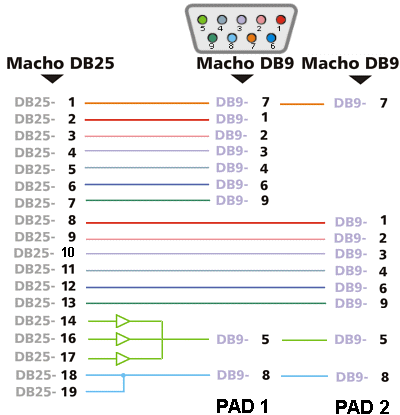 5 4 3 2 1
9 8 7 6
Macho DB25 Macho DB9 Macho DB9
DB25- 1 DB9- 7 DB9- 7
DB25- 2 DB9- 1
DB25- 3 DB9- 2
DB25- 4 DB9- 3
DB25- 5 DB9- 4
DB25- 6 DB9- 6
DB25- 7 DB9- 9
DB25- 8 DB9- 1
DB25- 9 DB9- 2
DB25- 10 DB9- 3
DB25- 11 DB9- 4
DB25- 12 DB9- 6
DB25- 13 DB9- 9
DB25- 14
DB25- 16 DB9- 5 DB9- 5
DB25- 17
DB25- 18 DB9- 8 DB9- 8
DB25- 19
PAD 1 PAD 2